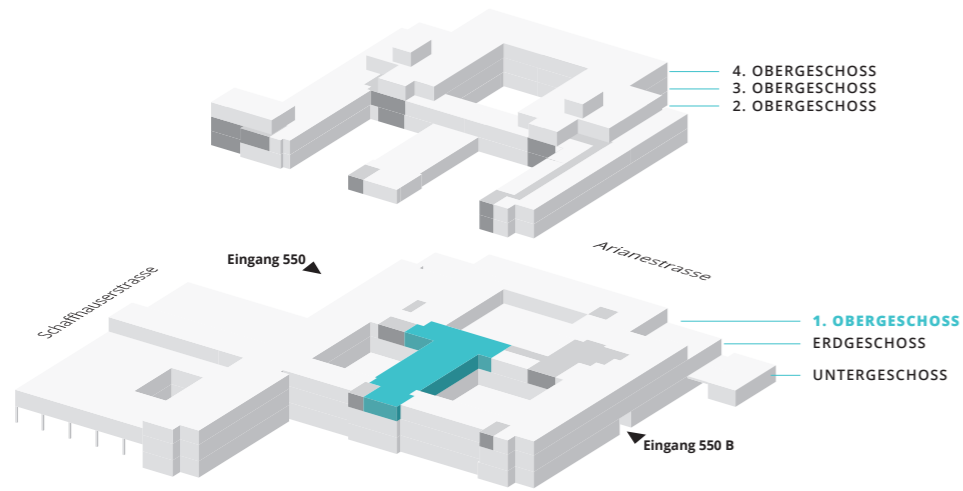 4. OBERGESCHOSS
3. OBERGESCHOSS
2. OBERGESCHOSS
Eingang 550
Arianestrasse
Schaffhauserstrasse
1. OBERGESCHOSS
ERDGESCHOSS
UNTERGESCHOSS
Eingang 550 B